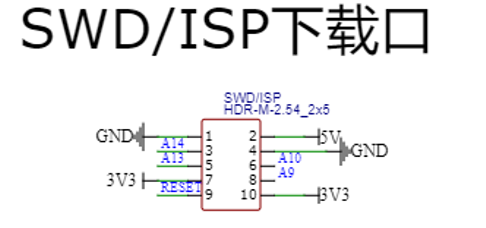 SWD/ISP下载口
SWD/ISP
HDR-M-2.54_2x5
GND 1 2 5V
A14 3 4 GND
A13 5 6 A10
3V3 7 8 A9
RESET 9 10 3V3